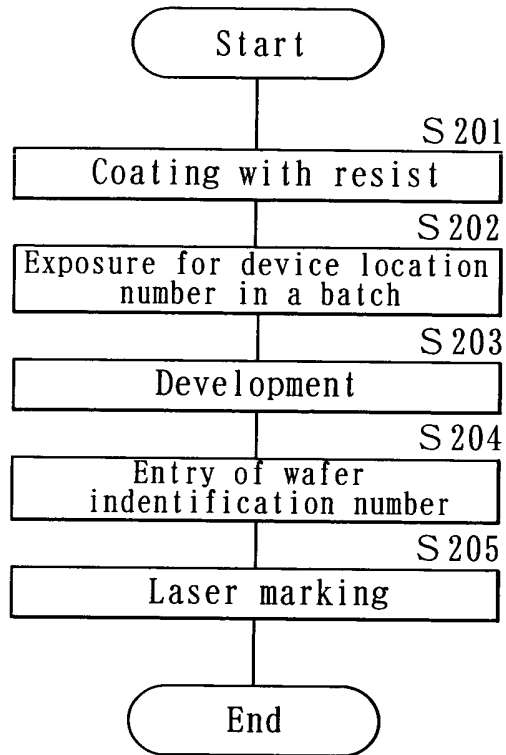 Start
S201
Coating with resist
S202
Exposure for device location
number in a batch
S203
Development
S204
Entry of wafer
indentification number
S205
Laser marking
End